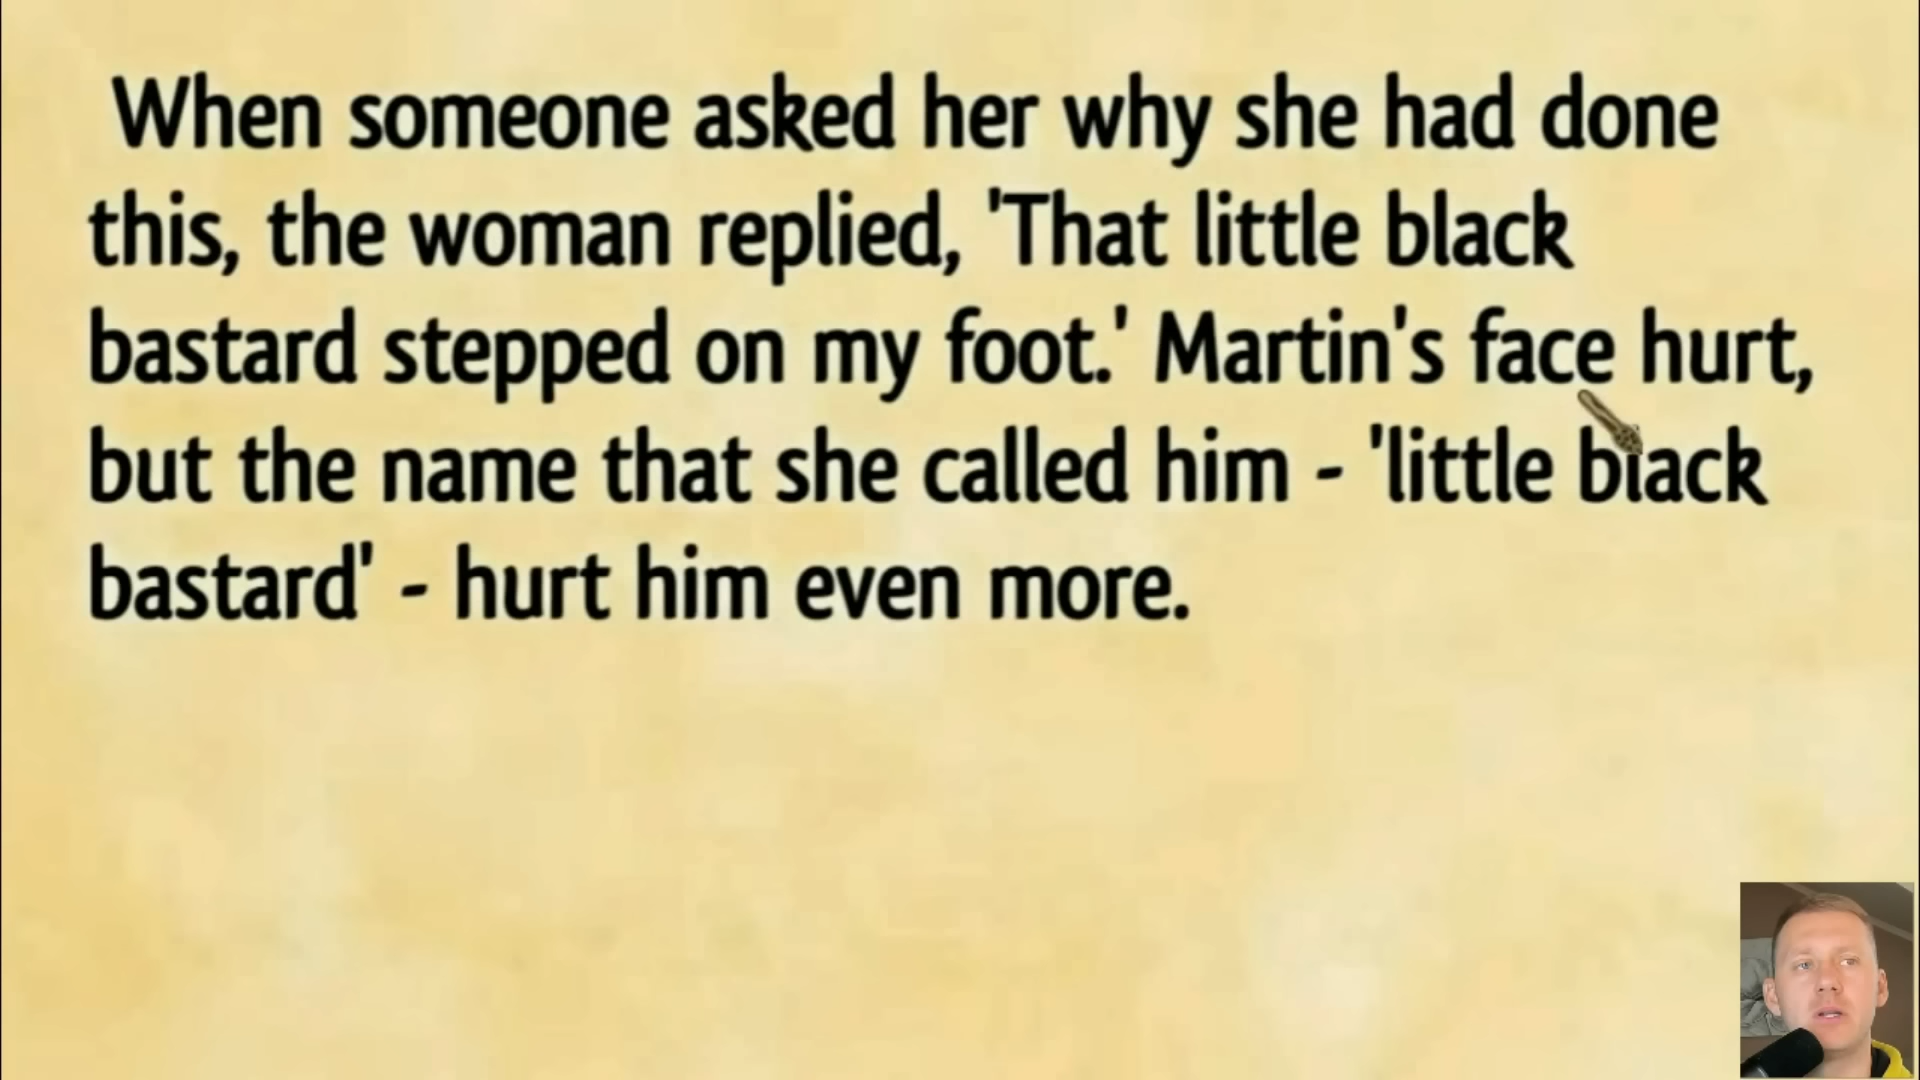 When someone asked her why she had done
this, the woman replied, 'That little black
bastard stepped on my foot.' Martin's face hurt,
but the name that she called him - 'little black
bastard' - hurt him even more.